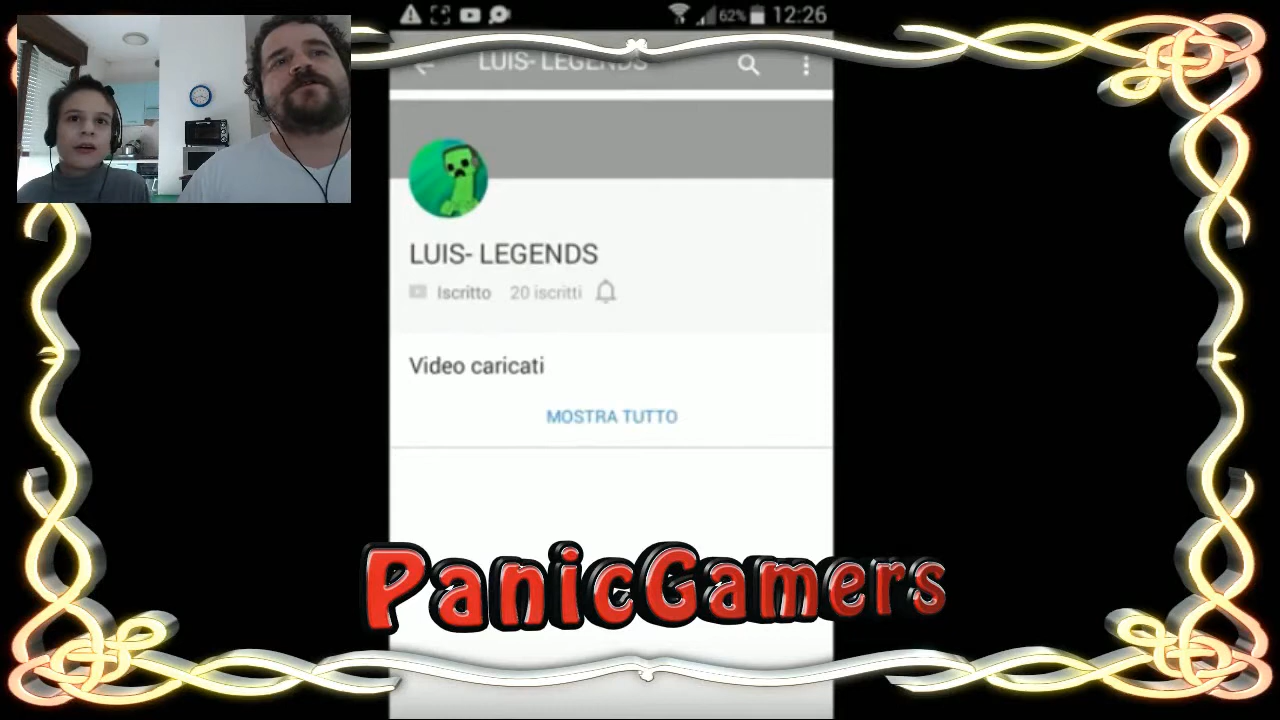 62% 12:26
LUIS- LEGENDS
LUIS- LEGENDS
Iscritto 20 iscritti
Video caricati
MOSTRA TUTTO
PanicGamers